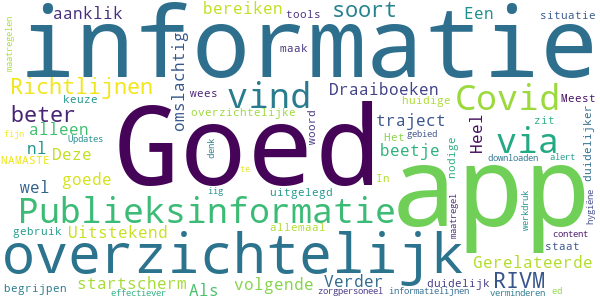 maatregelen
aanklik
bereiken
tools
soort
Een
situatie
informatie
maak
Richtlijnen
omslachtig
vind
Draaiboeken
Covid
Meest
keuze
wees
overzichtelijke
huidige
beter
Goed
woord
traject
Heel
via
zit
duidelijker
alleen
Updates
Het
gebied
nl
Deze
denk
beetje
nodige
downloaden
alert
fijn
NAMASTE
wel
goede
te
In
app
iig
uitgelegd
Publieksinformatie
maatregel
werkdruk
hygiëne
gebruik
Uitstekend
allemaal
content
overzichtelijk
staat
Verder
Gerelateerde
startscherm
volgende
RIVM
begrijpen
Als
duidelijk
effectiever
zorgpersoneel
informatielijnen
verminderen
ed